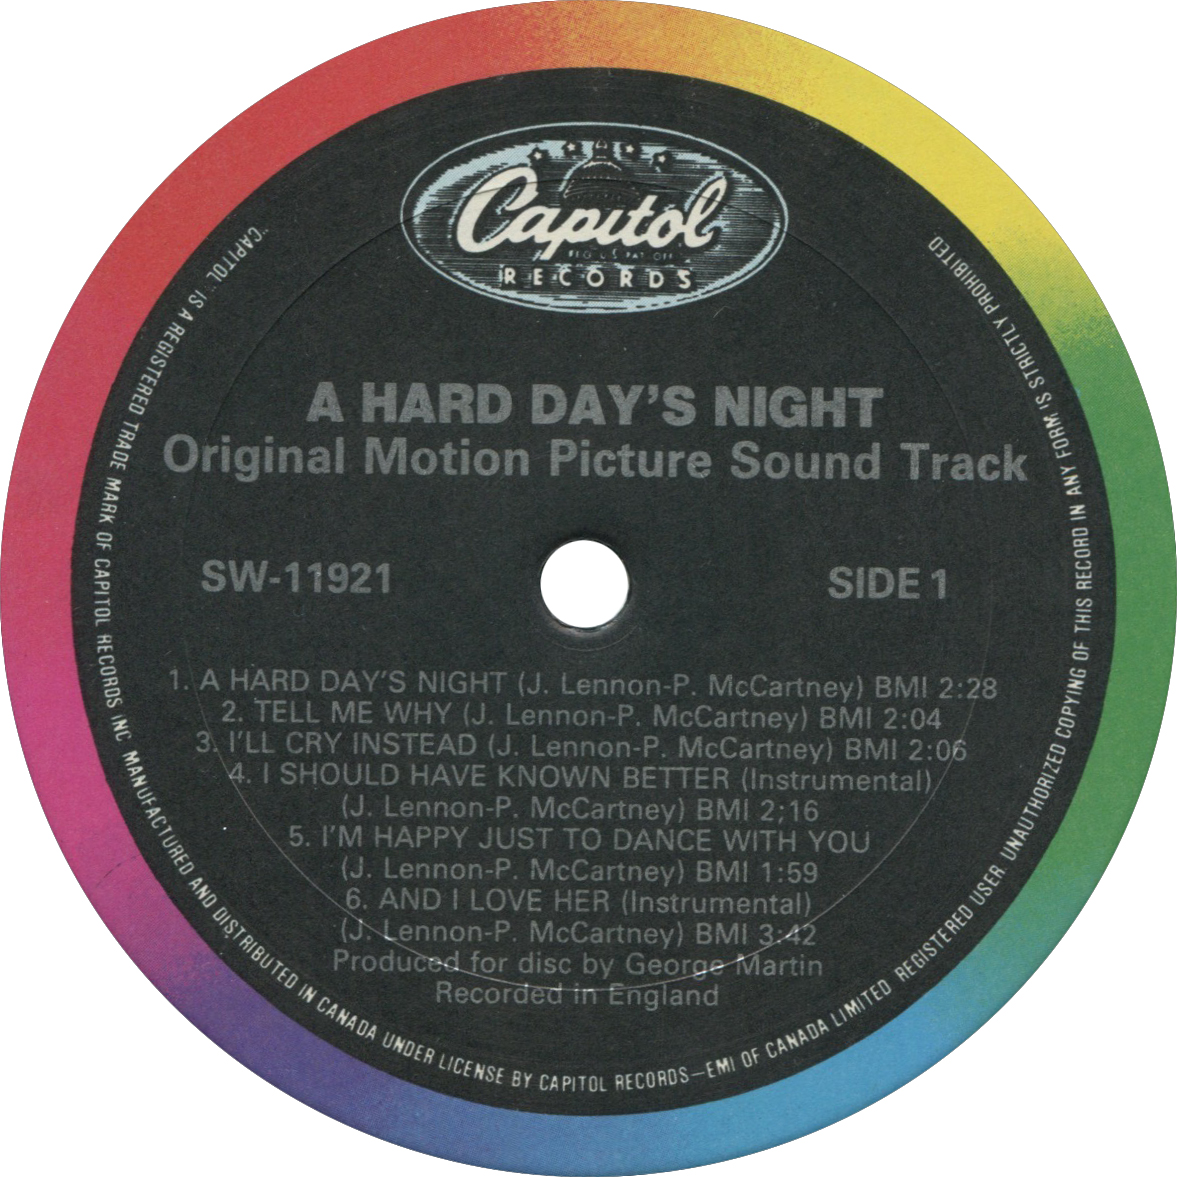 Capitol
REG. U.S. PAT. OFF.
RECORDS
A HARD DAY'S NIGHT
Original Motion Picture Sound Track
SW-11921
SIDE 1
1. A HARD DAY'S NIGHT (J. Lennon-P. McCartney) BMI 2:28
2. TELL ME WHY (J. Lennon-P. McCartney) BMI 2:04
3. I'LL CRY INSTEAD (J. Lennon-P. McCartney) BMI 2:06
4. I SHOULD HAVE KNOWN BETTER (Instrumental)
(J. Lennon-P. McCartney) BMI 2;16
5. I'M HAPPY JUST TO DANCE WITH YOU
(J. Lennon-P. McCartney) BMI 1:59
6. AND I LOVE HER (Instrumental)
(J. Lennon-P. McCartney) BMI 3:42
Produced for disc by George Martin
Recorded in England
"CAPITOL" IS A REGISTERED TRADE MARK OF CAPITOL RECORDS INC MANUFACTURED AND DISTRIBUTED IN CANADA UNDER LICENSE BY CAPITOL RECORDS—EMI OF CANADA LIMITED REGISTERED USER. UNAUTHORIZED COPYING OF THIS RECORD IN ANY FORM IS STRICTLY PROHIBITED